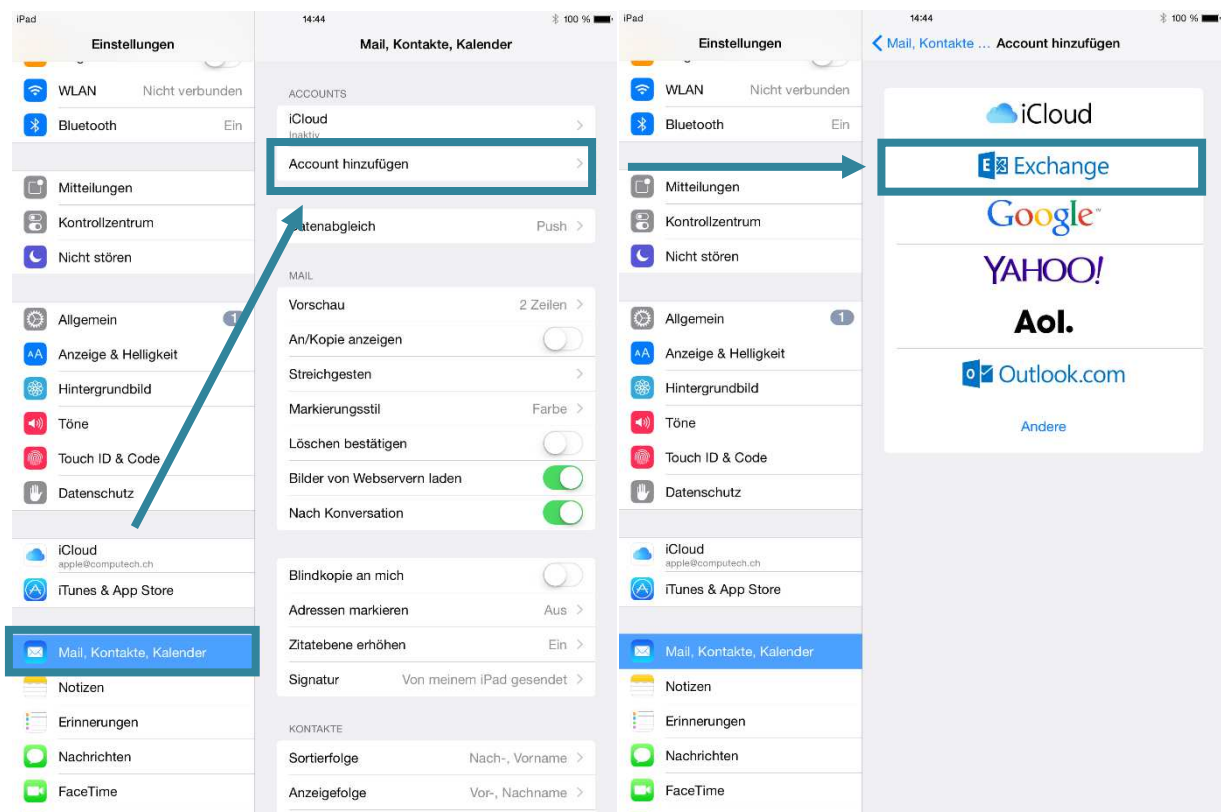 iPad
14:44
100 %
Einstellungen
Mail, Kontakte, Kalender
WLAN Nicht verbunden
Bluetooth Ein
Mitteilungen
Kontrollzentrum
Nicht stören
Allgemein 1
Anzeige & Helligkeit
Hintergrundbild
Töne
Touch ID & Code
Datenschutz
iCloud
apple@computech.ch
iTunes & App Store
Mail, Kontakte, Kalender
Notizen
Erinnerungen
Nachrichten
FaceTime
ACCOUNTS
iCloud
Inaktiv
Account hinzufügen
Datenabgleich Push
MAIL
Vorschau 2 Zeilen
An/Kopie anzeigen
Streichgesten
Markierungsstil Farbe
Löschen bestätigen
Bilder von Webservern laden
Nach Konversation
Blindkopie an mich
Adressen markieren Aus
Zitatebene erhöhen Ein
Signatur Von meinem iPad gesendet
KONTAKTE
Sortierfolge Nach-, Vorname
Anzeigefolge Vor-, Nachname
iPad
14:44
100 %
Einstellungen
Mail, Kontakte ... Account hinzufügen
WLAN Nicht verbunden
Bluetooth Ein
Mitteilungen
Kontrollzentrum
Nicht stören
Allgemein 1
Anzeige & Helligkeit
Hintergrundbild
Töne
Touch ID & Code
Datenschutz
iCloud
apple@computech.ch
iTunes & App Store
Mail, Kontakte, Kalender
Notizen
Erinnerungen
Nachrichten
FaceTime
iCloud
Exchange
Google
YAHOO!
Aol.
Outlook.com
Andere